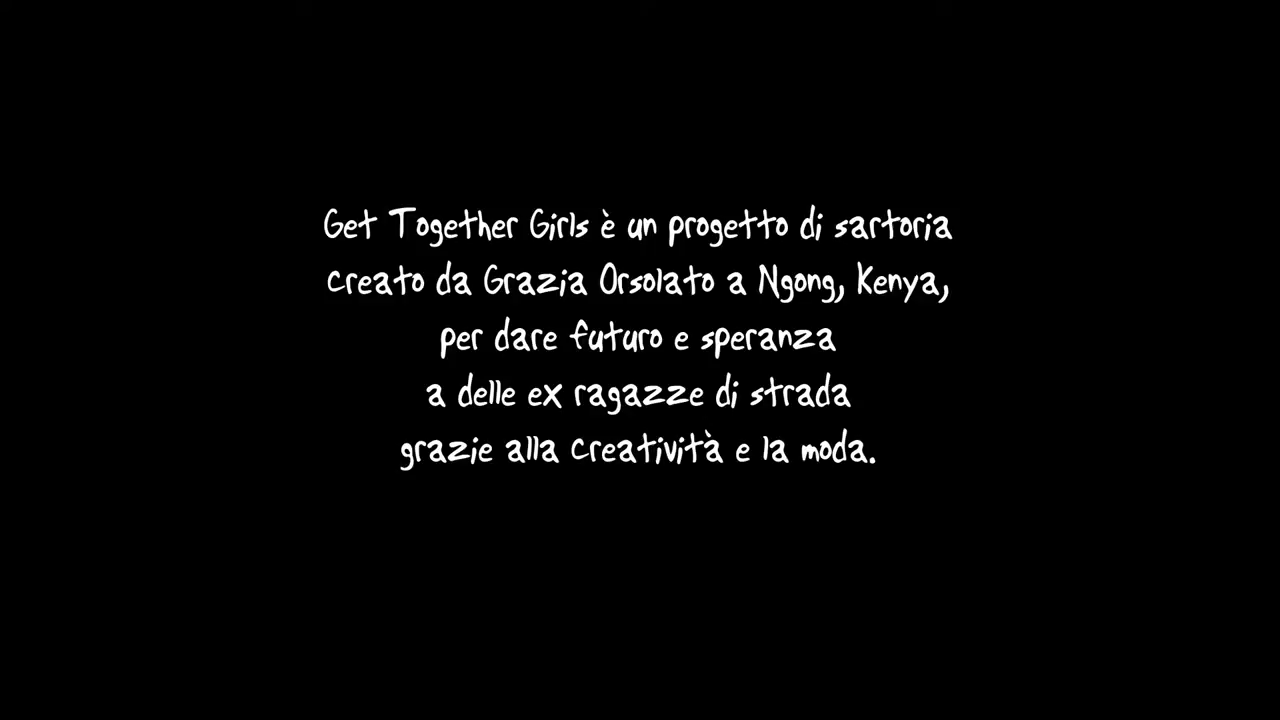 Get Together Girls è un progetto di sartoria
creato da Grazia Orsolato a Ngong, Kenya,
per dare futuro e speranza
a delle ex ragazze di strada
grazie alla creatività e la moda.